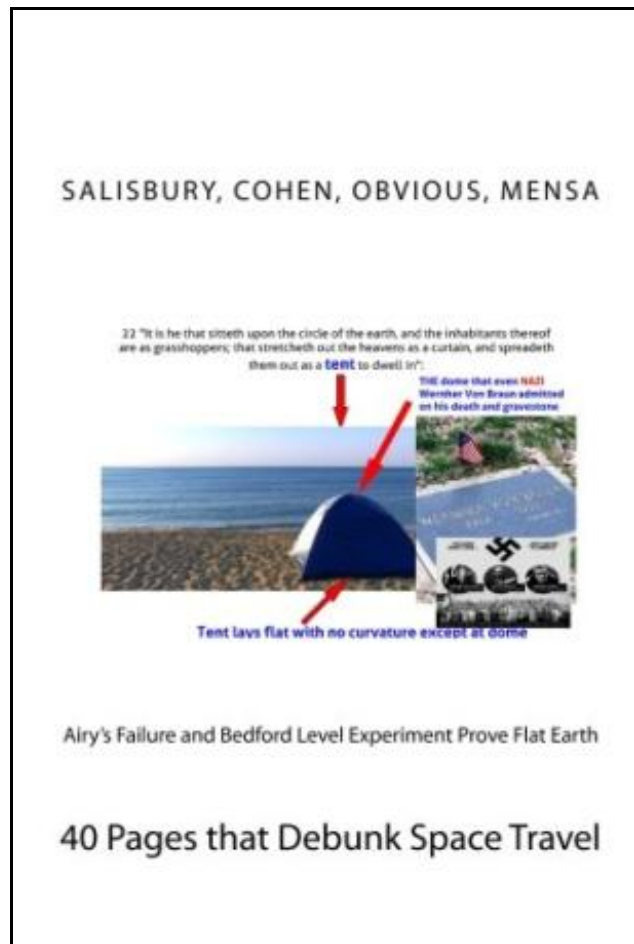 SALISBURY, COHEN, OBVIOUS, MENSA
22 "It is he that sitteth upon the circle of the earth, and the inhabitants thereof
are as grasshoppers; that stretcheth out the heavens as a curtain, and spreadeth
them out as a tent to dwell in":
THE dome that even NAZI
Wernher Von Braun admitted
on his death and gravestone
Tent lays flat with no curvature except at dome
Airy's Failure and Bedford Level Experiment Prove Flat Earth
40 Pages that Debunk Space Travel